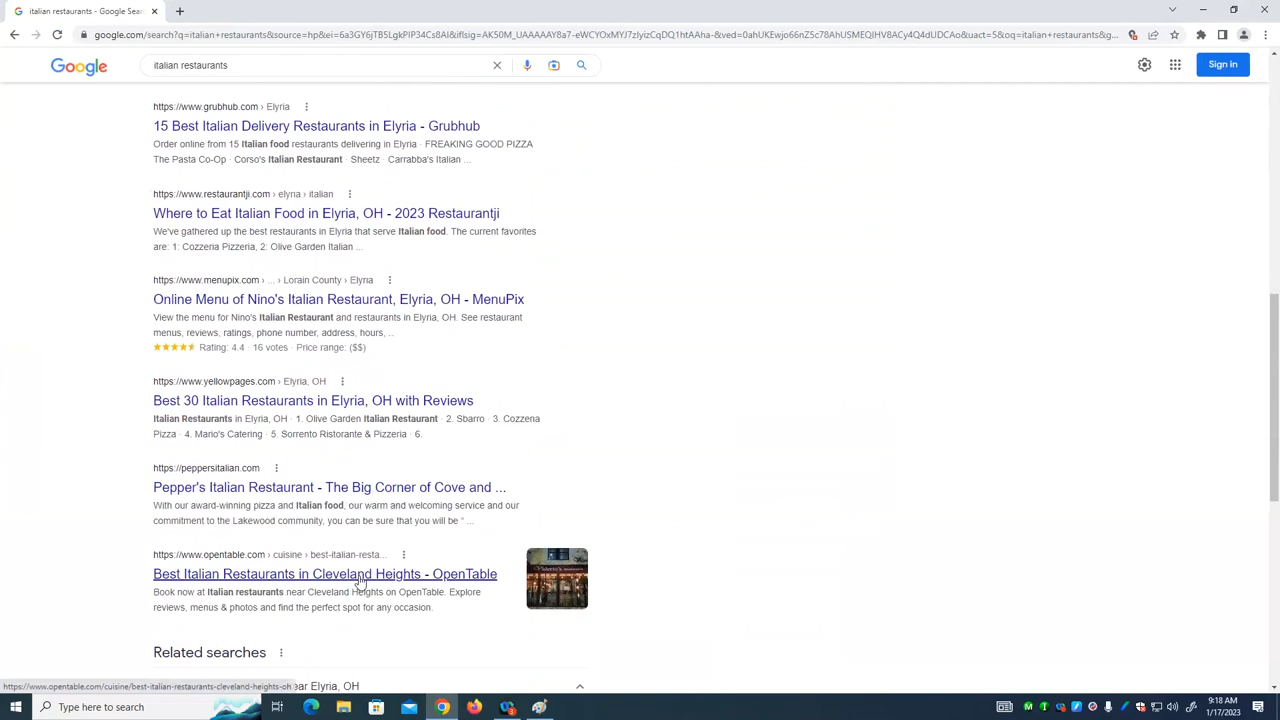 italian restaurants - Google Search
google.com/search?q=italian+restaurants&source=hp&ei=
Google
italian restaurants
Sign in
https://www.grubhub.com › Elyria
15 Best Italian Delivery Restaurants in Elyria - Grubhub
Order online from 15 Italian food restaurants delivering in Elyria · FREAKING GOOD PIZZA
The Pasta Co-Op · Corso's Italian Restaurant · Sheetz · Carrabba's Italian ...
https://www.restaurantji.com › elyria › italian
Where to Eat Italian Food in Elyria, OH - 2023 Restaurantji
We've gathered up the best restaurants in Elyria that serve Italian food. The current favorites
are: 1: Cozzeria Pizzeria, 2: Olive Garden Italian ...
https://www.menupix.com › ... › Lorain County › Elyria
Online Menu of Nino's Italian Restaurant, Elyria, OH - MenuPix
View the menu for Nino's Italian Restaurant and restaurants in Elyria, OH. See restaurant
menus, reviews, ratings, phone number, address, hours, ..
Rating: 4.4 · 16 votes · Price range: ($$)
https://www.yellowpages.com › Elyria, OH
Best 30 Italian Restaurants in Elyria, OH with Reviews
Italian Restaurants in Elyria, OH · 1. Olive Garden Italian Restaurant · 2. Sbarro · 3. Cozzeria
Pizza · 4. Mario's Catering · 5. Sorrento Ristorante & Pizzeria · 6.
https://peppersitalian.com
Pepper's Italian Restaurant - The Big Corner of Cove and ...
With our award-winning pizza and Italian food, our warm and welcoming service and our
commitment to the Lakewood community, you can be sure that you will be “ ...
https://www.opentable.com › cuisine › best-italian-resta...
Best Italian Restaurants in Cleveland Heights - OpenTable
Book now at Italian restaurants near Cleveland Heights on OpenTable. Explore
reviews, menus & photos and find the perfect spot for any occasion.
Related searches
https://www.opentable.com/cuisine/best-italian-restaurants-cleveland-heights-oh
ear Elyria, OH
Type here to search
9:18 AM
1/17/2023